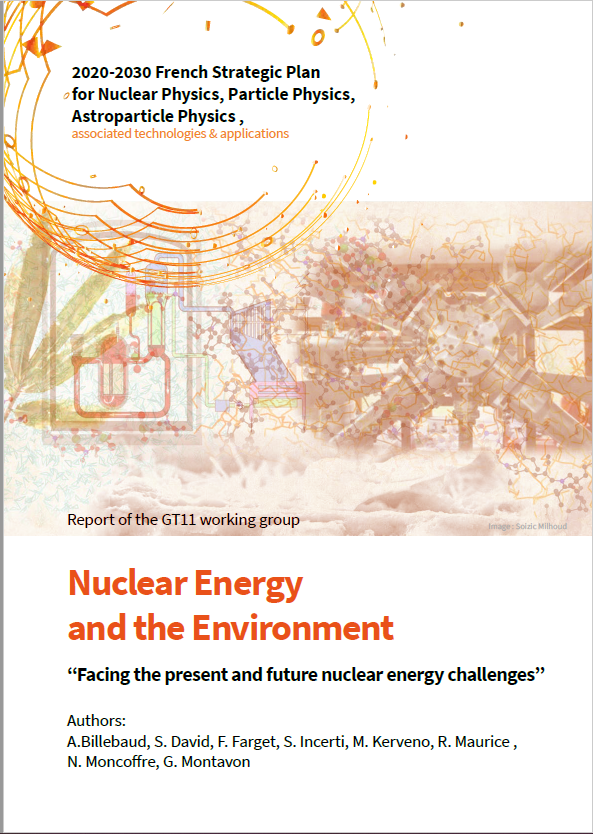 2020-2030 French Strategic Plan
for Nuclear Physics, Particle Physics,
Astroparticle Physics ,
associated technologies & applications
Report of the GT11 working group
Image : Soizic Milhoud
Nuclear Energy
and the Environment
“Facing the present and future nuclear energy challenges”
Authors:
A.Billebaud, S. David, F. Farget, S. Incerti, M. Kerveno, R. Maurice ,
N. Moncoffre, G. Montavon